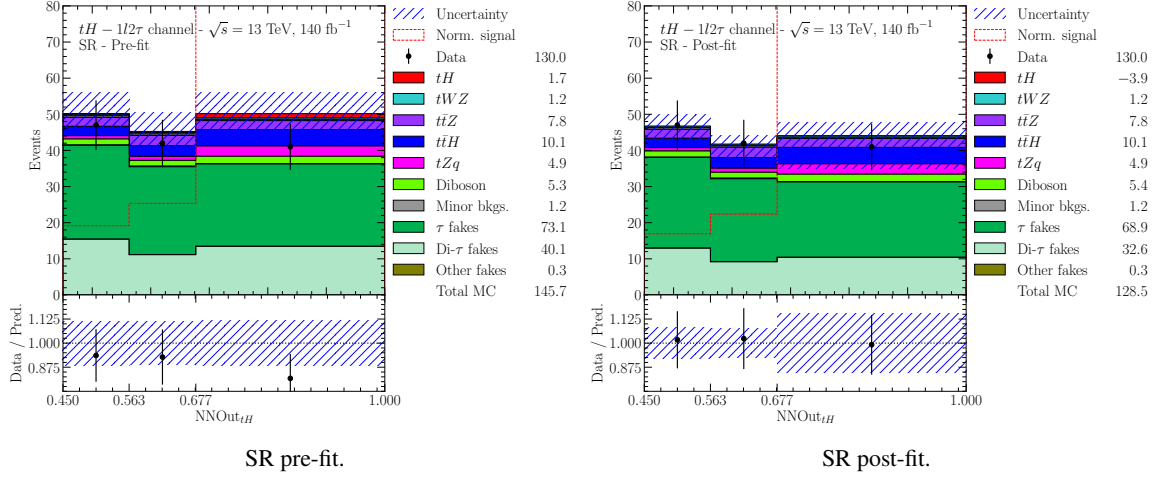 tH − 1l2τ channel - √s = 13 TeV, 140 fb⁻¹
SR - Pre-fit
Events
80
70
60
50
40
30
20
10
0
Data / Pred.
1.125
1.000
0.875
0.450 0.563 0.677 1.000
NNOut_{tH}
Uncertainty
Norm. signal
Data 130.0
tH 1.7
tWZ 1.2
tt̄Z 7.8
tt̄H 10.1
tZq 4.9
Diboson 5.3
Minor bkgs. 1.2
τ fakes 73.1
Di-τ fakes 40.1
Other fakes 0.3
Total MC 145.7
SR pre-fit.
tH − 1l2τ channel - √s = 13 TeV, 140 fb⁻¹
SR - Post-fit
Events
80
70
60
50
40
30
20
10
0
Data / Pred.
1.125
1.000
0.875
0.450 0.563 0.677 1.000
NNOut_{tH}
Uncertainty
Norm. signal
Data 130.0
tH −3.9
tWZ 1.2
tt̄Z 7.8
tt̄H 10.1
tZq 4.9
Diboson 5.4
Minor bkgs. 1.2
τ fakes 68.9
Di-τ fakes 32.6
Other fakes 0.3
Total MC 128.5
SR post-fit.